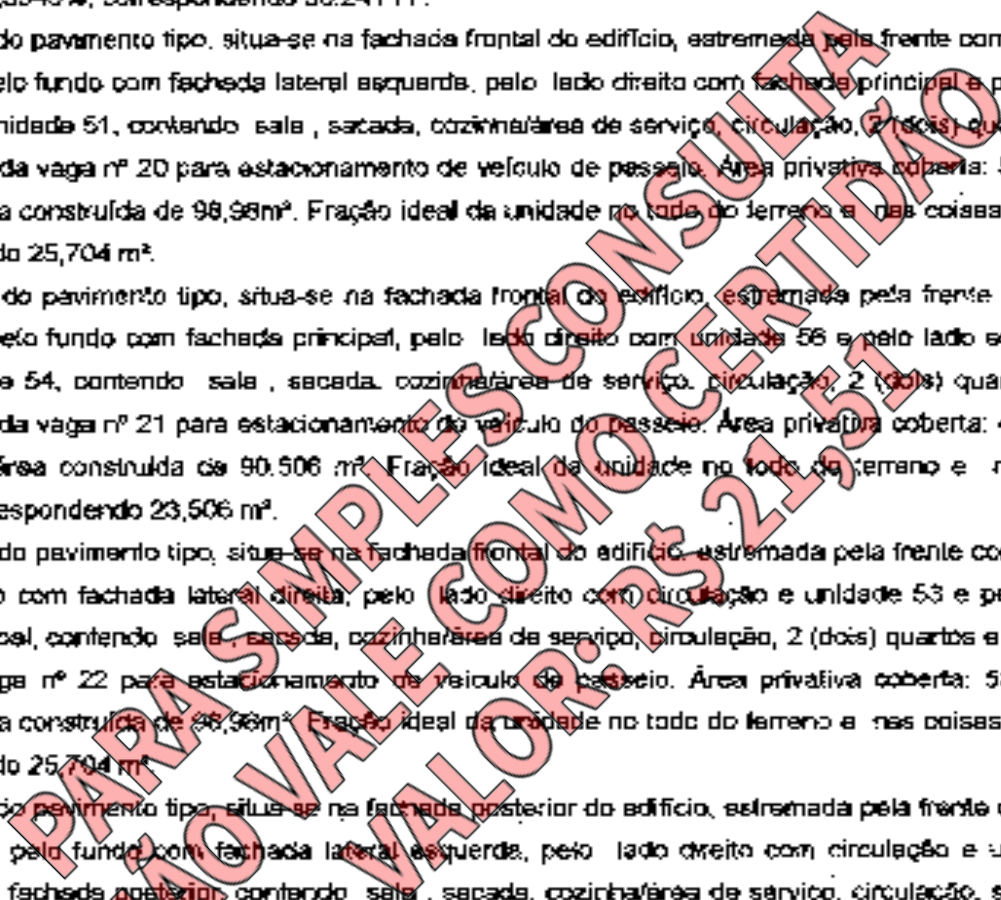 do pavimento tipo, situa-se na fachada frontal do edifício, estremada pela frente com
pelo fundo com fachada lateral esquerda, pelo lado direito com fachada principal e p
unidade 51, contendo sala , sacada, cozinha/área de serviço, circulação, 2 (dois) qu
da vaga nº 20 para estacionamento de veículo de passeio. Área privativa coberta: 5
a construída de 98,98m². Fração ideal da unidade no todo do terreno e nas coisas
do 25,704 m².
do pavimento tipo, situa-se na fachada frontal do edifício, estremada pela frente
pelo fundo com fachada principal, pelo lado direito com unidade 56 e pelo lado e
e 54, contendo sala , sacada, cozinha/área de serviço, circulação, 2 (dois) quar
da vaga nº 21 para estacionamento de veículo de passeio. Área privativa coberta: 4
área construída de 90,506 m². Fração ideal da unidade no todo do terreno e n
espondendo 23,506 m².
do pavimento tipo, situa-se na fachada frontal do edifício, estremada pela frente co
o com fachada lateral direita, pelo lado direito com circulação e unidade 53 e pe
pal, contendo sala , sacada, cozinha/área de serviço, circulação, 2 (dois) quartos e
ga nº 22 para estacionamento de veículo de passeio. Área privativa coberta: 5
a construída de 98,98m². Fração ideal da unidade no todo do terreno e nas coisas
do 25,704 m²
do pavimento tipo, situa-se na fachada posterior do edifício, estremada pela frente
pelo fundo com fachada lateral esquerda, pelo lado direito com circulação e u
fachada posterior, contendo sala , sacada, cozinha/área de serviço, circulação,
PARA SIMPLES CONSULTA
ÃO VALE COMO CERTIDÃO
VALOR: R$ 21,51